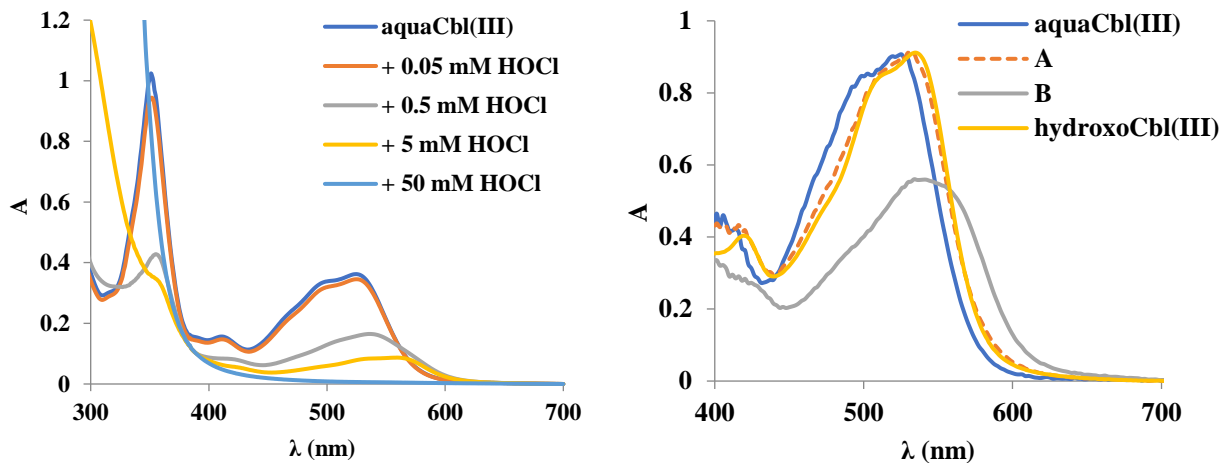 1.2
1
0.8
0.6
0.4
0.2
0
A
300
400
500
600
700
λ (nm)
aquaCbl(III)
+ 0.05 mM HOCl
+ 0.5 mM HOCl
+ 5 mM HOCl
+ 50 mM HOCl
1
0.8
0.6
0.4
0.2
0
A
400
500
600
700
λ (nm)
aquaCbl(III)
A
B
hydroxoCbl(III)